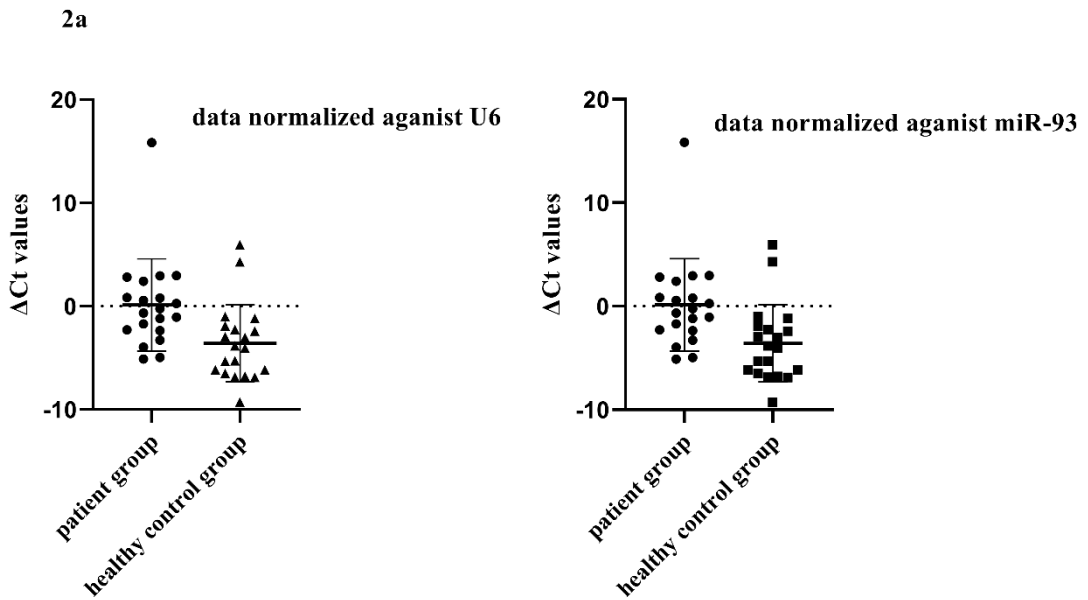 2a
data normalized aganist U6
20
10
0
-10
ΔCt values
patient group
healthy control group
data normalized aganist miR-93
20
10
0
-10
ΔCt values
patient group
healthy control group